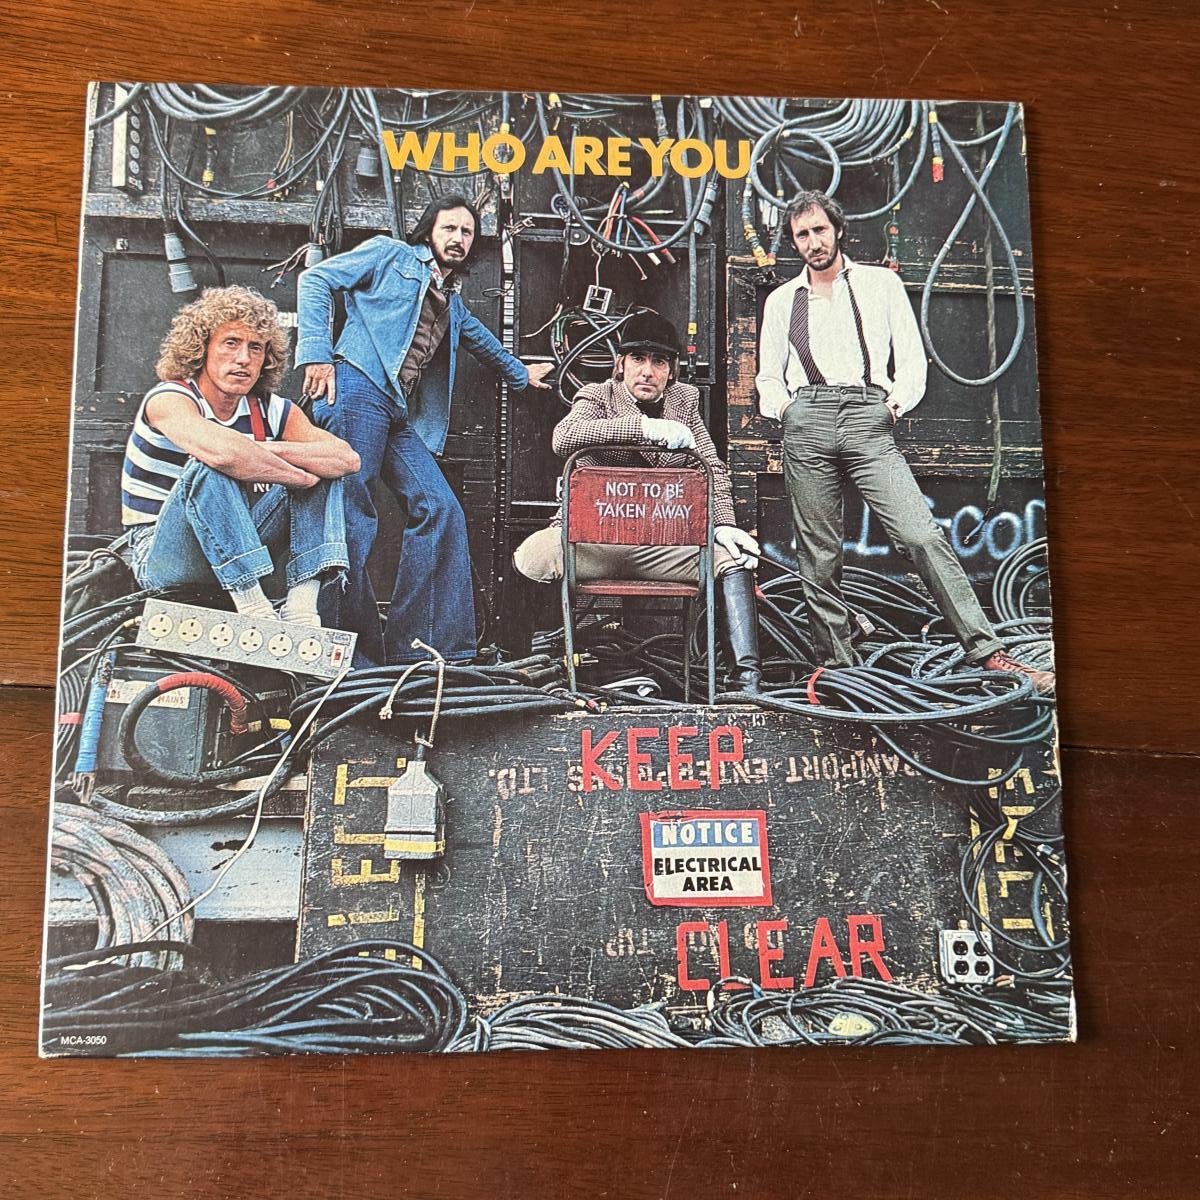 WHO ARE YOU
NOT TO BE
TAKEN AWAY
KEEP
NOTICE
ELECTRICAL
AREA
CLEAR
MCA-3050